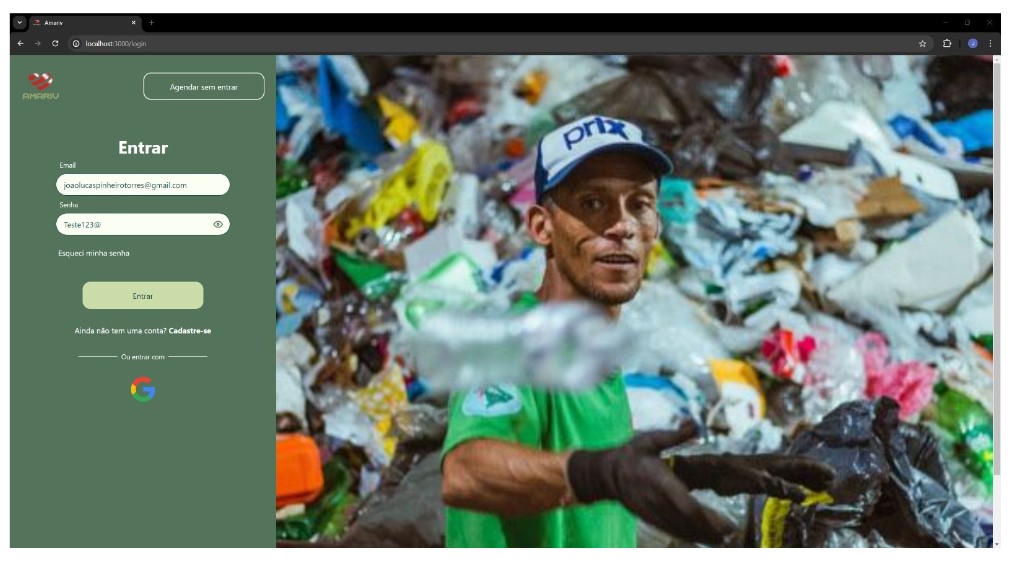 Amariv
localhost:3000/login
AMARIV
Agendar sem entrar
Entrar
Email
joaolucaspinheirotorres@gmail.com
Senha
Teste123@
Esqueci minha senha
Entrar
Ainda não tem uma conta? Cadastre-se
Ou entrar com
prix